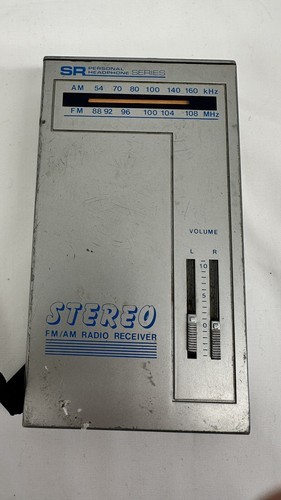 SR PERSONAL HEADPHONE SERIES
AM 54 70 80 100 140 160 kHz
FM 88 92 96 100 104 108 MHz
VOLUME
L R
10
5
0
STEREO
FM/AM RADIO RECEIVER